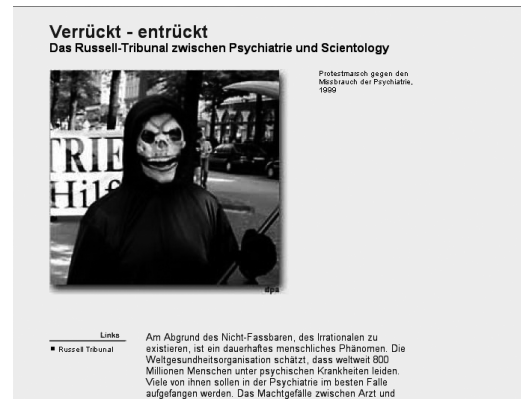 Verrückt - entrückt
Das Russell-Tribunal zwischen Psychiatrie und Scientology
Protestmarsch gegen den
Missbrauch der Psychiatrie,
1999
TRIE
Hilf
dpa
Links
Russell Tribunal
Am Abgrund des Nicht-Fassbaren, des Irrationalen zu
existieren, ist ein dauerhaftes menschliches Phänomen. Die
Weltgesundheitsorganisation schätzt, dass weltweit 800
Millionen Menschen unter psychischen Krankheiten leiden.
Viele von ihnen sollen in der Psychiatrie im besten Falle
aufgefangen werden. Das Machtgefälle zwischen Arzt und